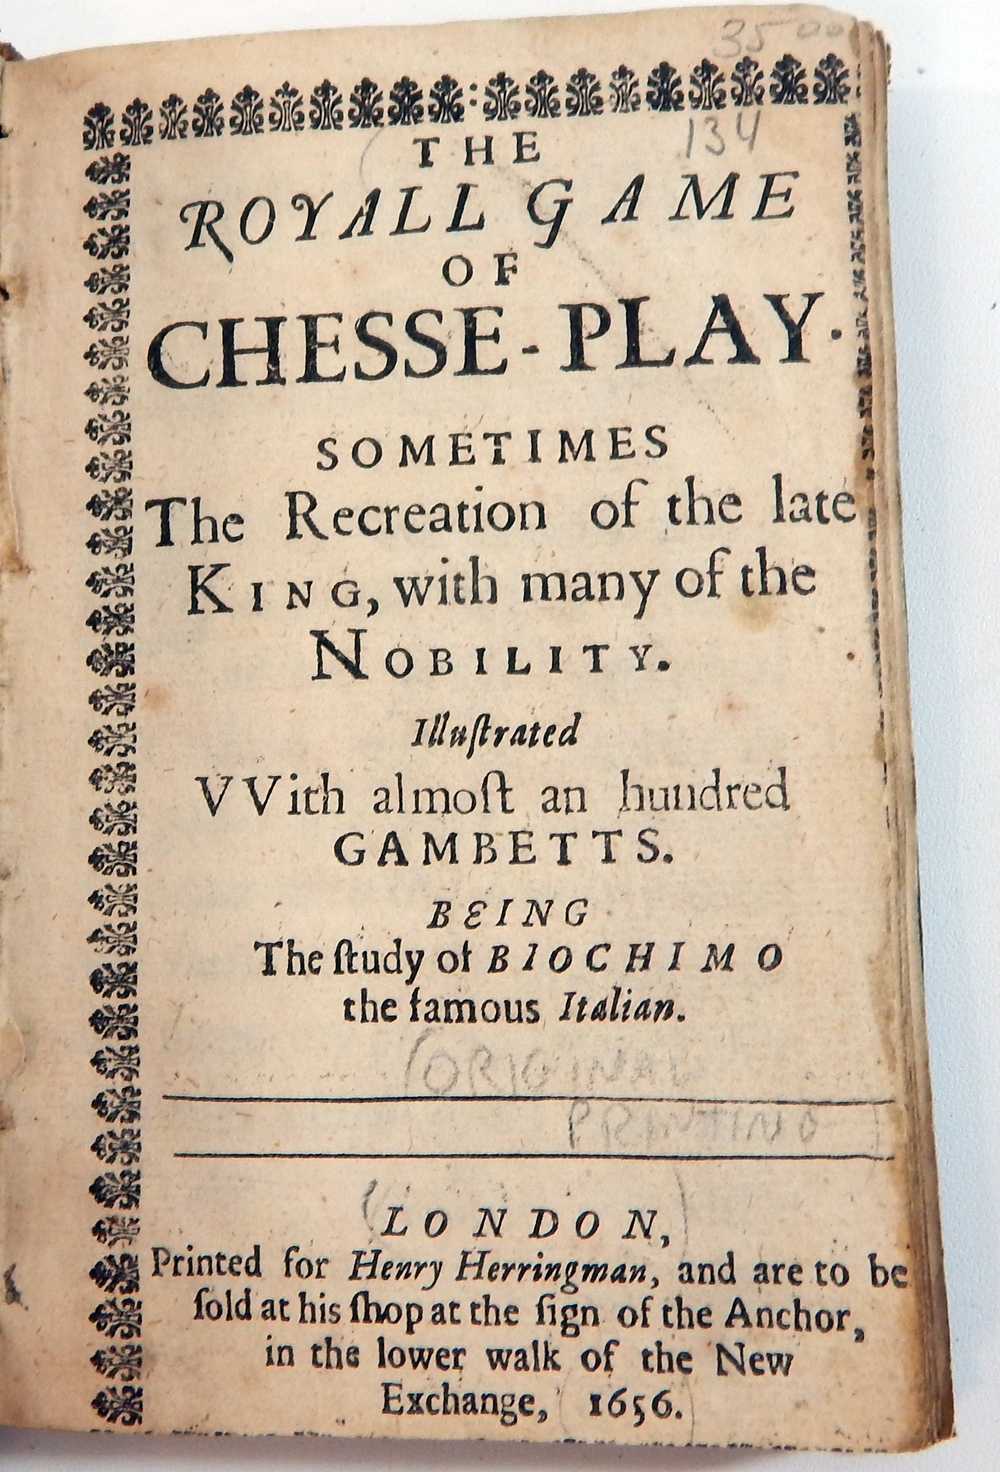 3500
134
THE
ROYALL GAME
OF
CHESSE-PLAY.
SOMETIMES
The Recreation of the late
KING, with many of the
NOBILITY.
Illuſtrated
VVith almoſt an hundred
GAMBETTS.
BEING
The ſtudy of BIOCHIMO
the famous Italian.
(ORIGINAL
PRINTING)
(LONDON,)
Printed for Henry Herringman, and are to be
ſold at his ſhop at the ſign of the Anchor,
in the lower walk of the New
Exchange, 1656.